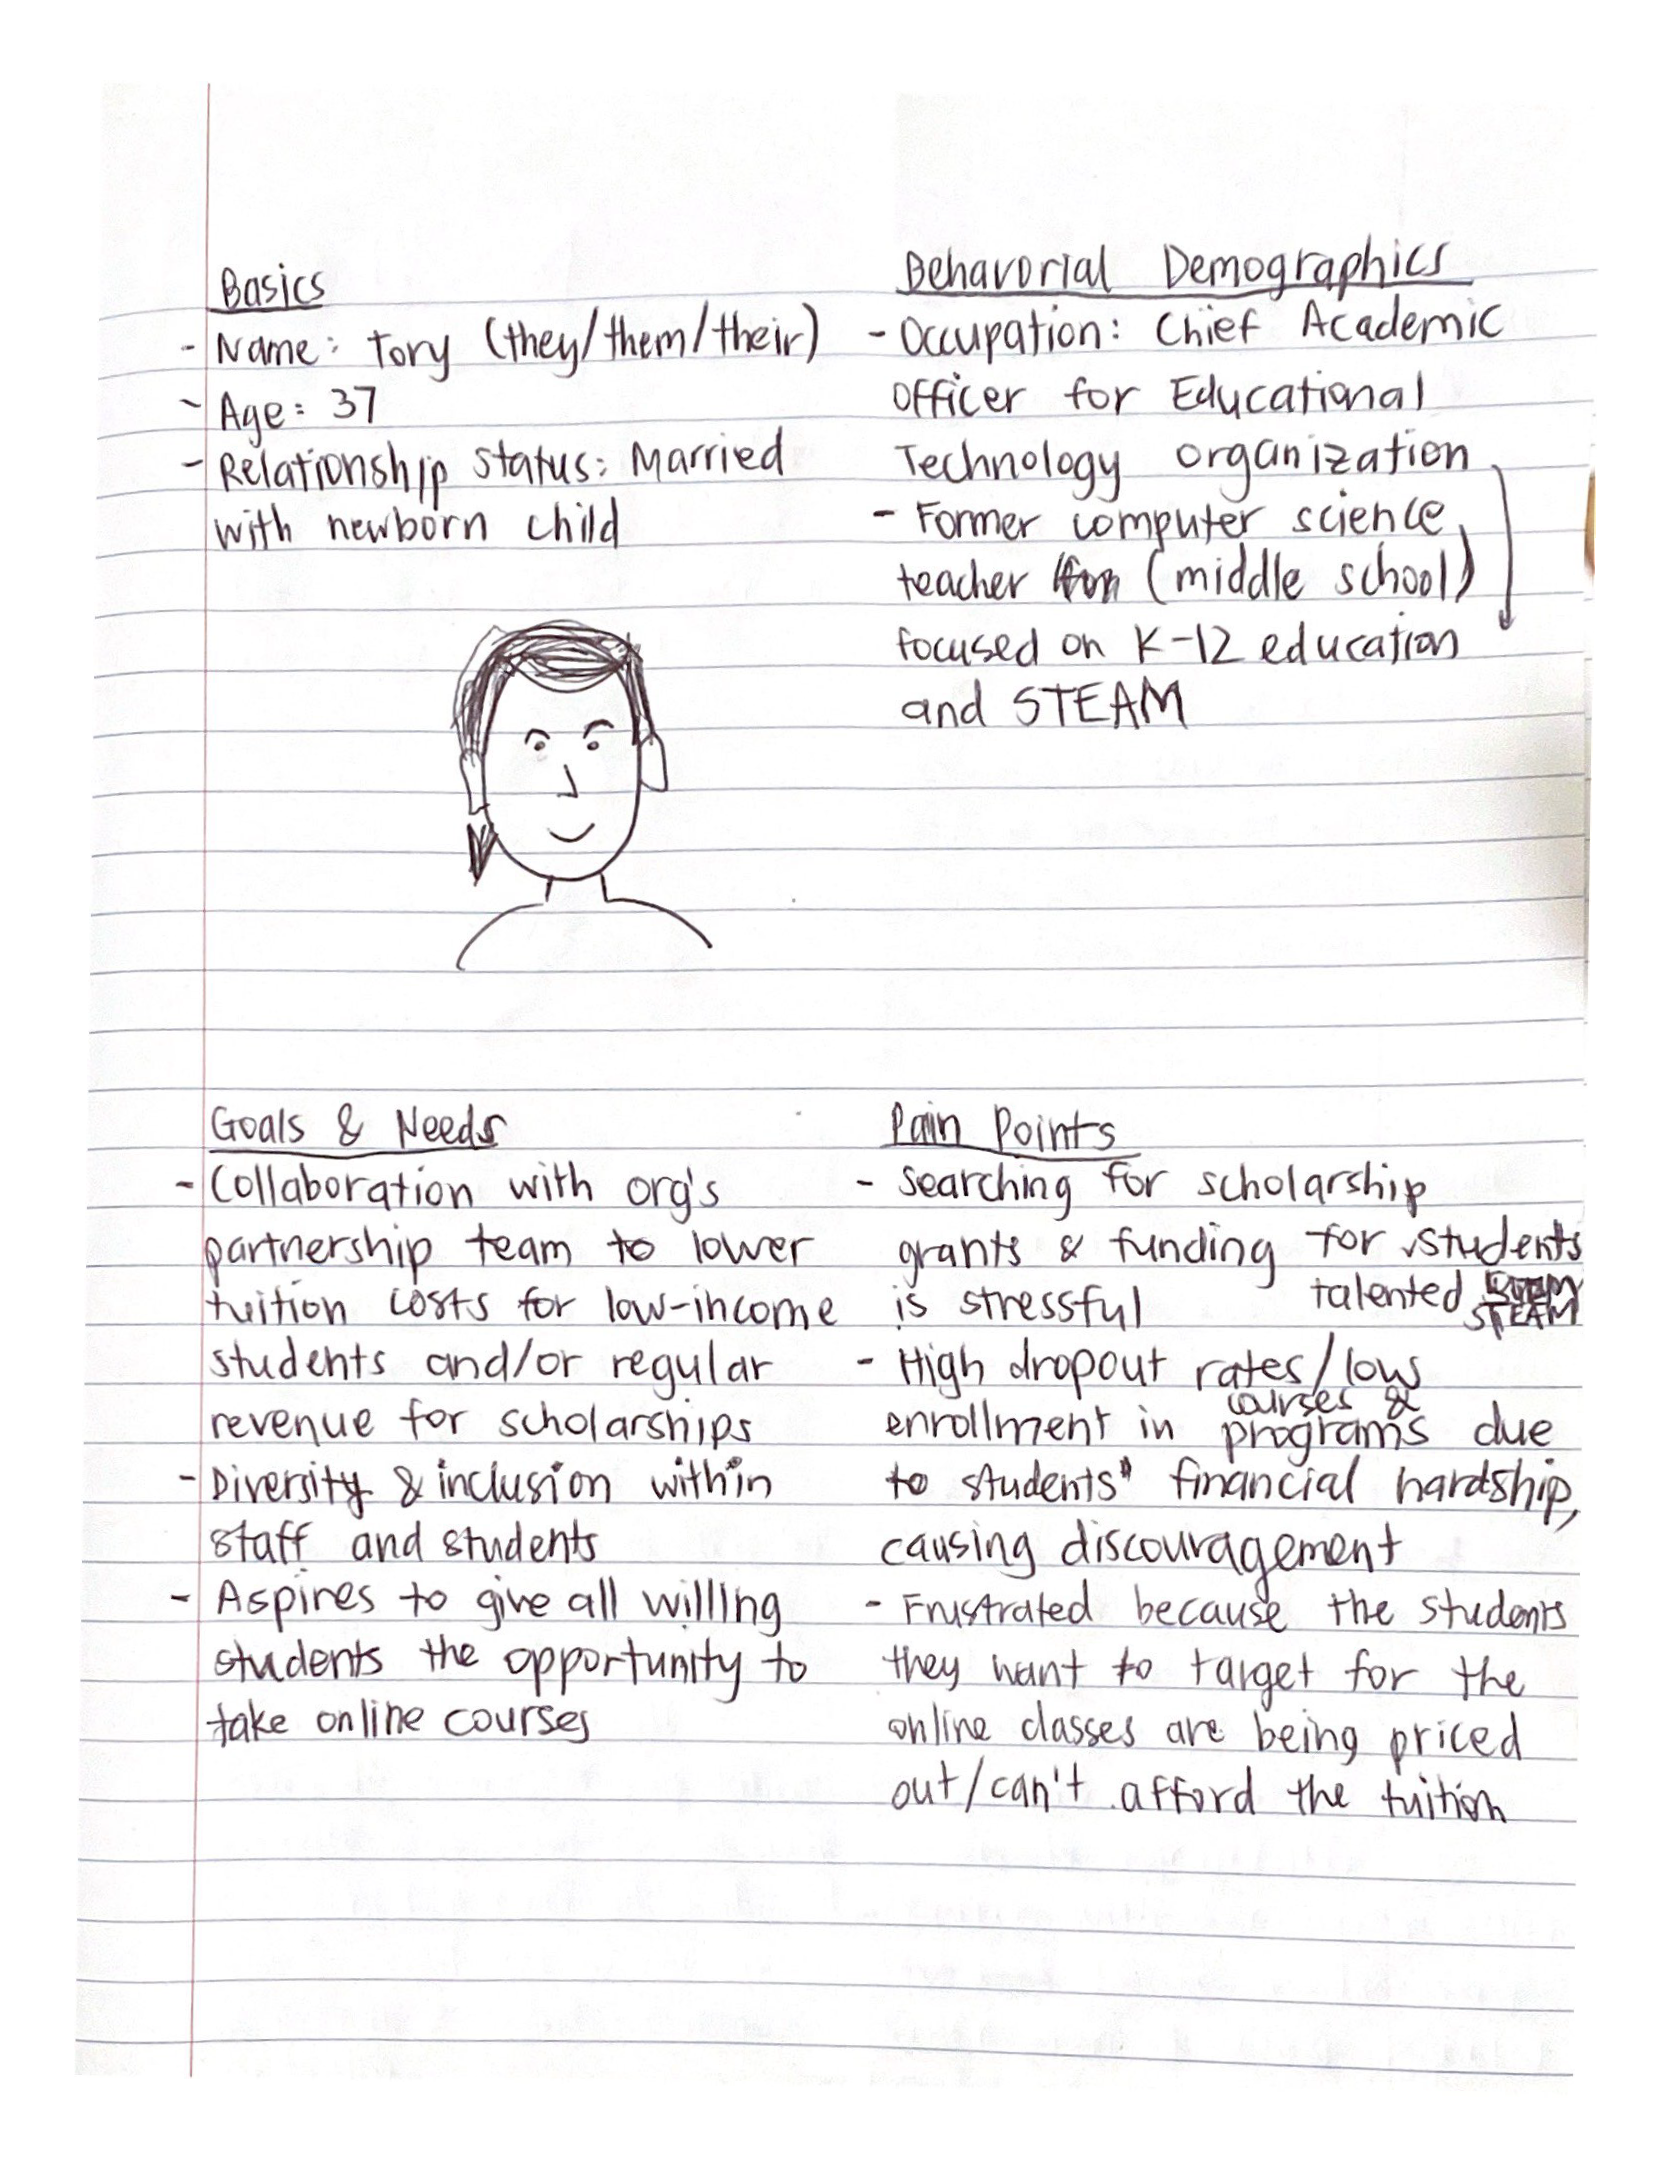 Basics
- Name: Tory (they/them/their)
- Age: 37
- Relationship status: Married
with newborn child
Behavorial Demographics
- Occupation: Chief Academic
Officer for Educational
Technology organization
- Former computer science
teacher (middle school)
focused on K-12 education
and STEAM
Goals & Needs
- Collaboration with org's
partnership team to lower
tuition costs for low-income
students and/or regular
revenue for scholarships
- Diversity & inclusion within
staff and students
- Aspires to give all willing
students the opportunity to
take online courses
Pain Points
- Searching for scholarship
grants & funding for students
is stressful talented
STEAM
- High dropout rates/low
courses &
enrollment in programs due
to students' financial hardship,
causing discouragement
- Frustrated because the students
they want to target for the
online classes are being priced
out/can't afford the tuition